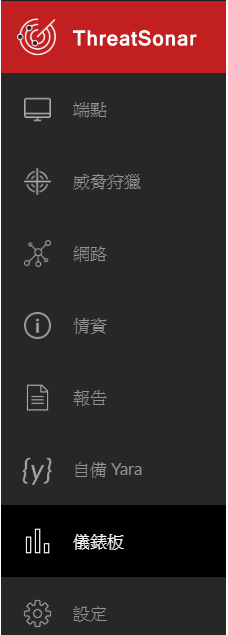 ThreatSonar
端點
威脅狩獵
網路
情資
報告
{y} 自備 Yara
儀錶板
設定